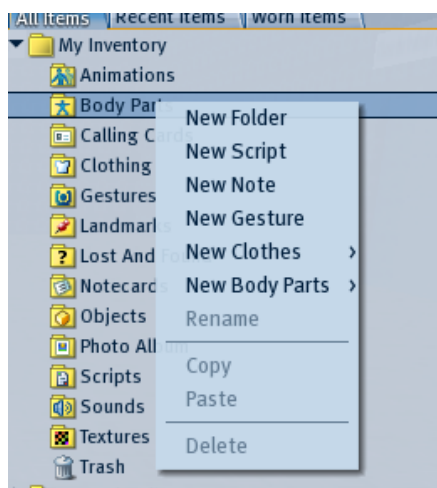 All Items Recent Items Worn Items
My Inventory
Animations
Body Parts
New Folder
New Script
New Note
New Gesture
New Clothes
New Body Parts
Rename
Copy
Paste
Delete
Calling Cards
Clothing
Gestures
Landmarks
Lost And Found
Notecards
Objects
Photo Album
Scripts
Sounds
Textures
Trash